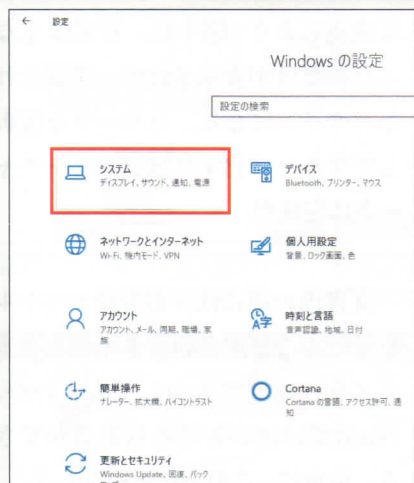 ← 設定
Windows の設定
設定の検索
システム
ディスプレイ、サウンド、通知、電源
デバイス
Bluetooth、プリンター、マウス
ネットワークとインターネット
Wi-Fi、機内モード、VPN
個人用設定
背景、ロック画面、色
アカウント
アカウント、メール、同期、職場、家
族
時刻と言語
音声認識、地域、日付
簡単操作
ナレーター、拡大鏡、ハイコントラスト
Cortana
Cortana の言語、アクセス許可、通
知
更新とセキュリティ
Windows Update、回復、バック